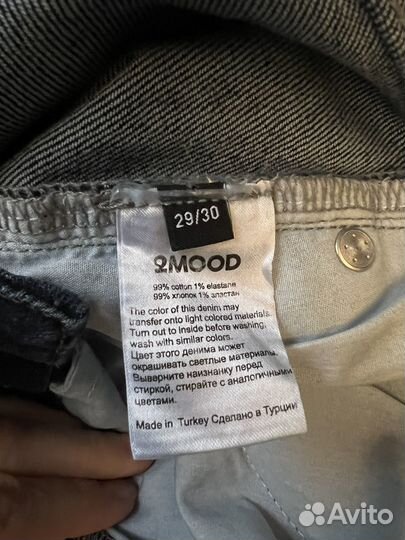 29/30
2MOOD
99% cotton 1% elastane
99% хлопок 1% эластан
The color of this denim may
transfer onto light colored materials.
Turn out to inside before washing,
wash with similar colors.
Цвет этого денима может
окрашивать светлые материалы.
Выверните наизнанку перед
стиркой, стирайте с аналогичными
цветами.
Made in Turkey Сделано в Турции
Avito